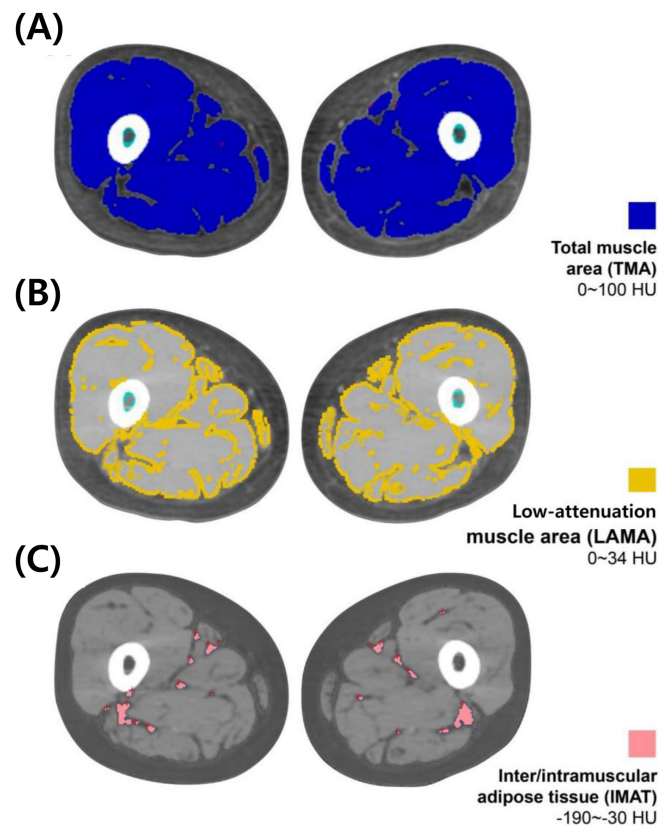 (A)
Total muscle
area (TMA)
0~100 HU
(B)
Low-attenuation
muscle area (LAMA)
0~34 HU
(C)
Inter/intramuscular
adipose tissue (IMAT)
-190~-30 HU